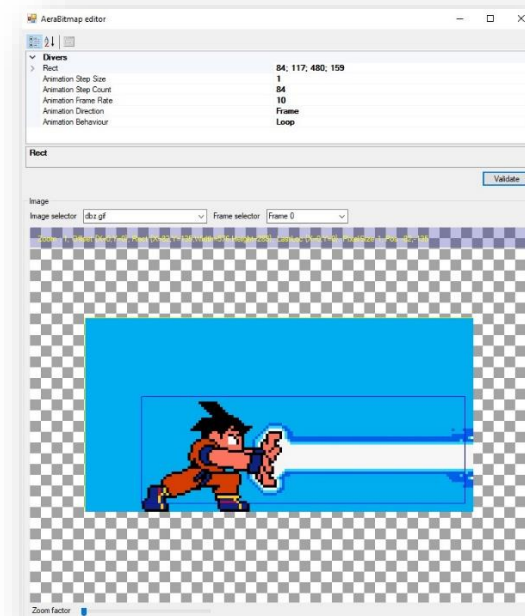 AeraBitmap editor
Divers
Rect 84; 117; 480; 159
Animation Step Size 1
Animation Step Count 84
Animation Frame Rate 10
Animation Direction Frame
Animation Behaviour Loop
Rect
Validate
Image
Image selector dbz.gif Frame selector Frame 0
Zoom factor